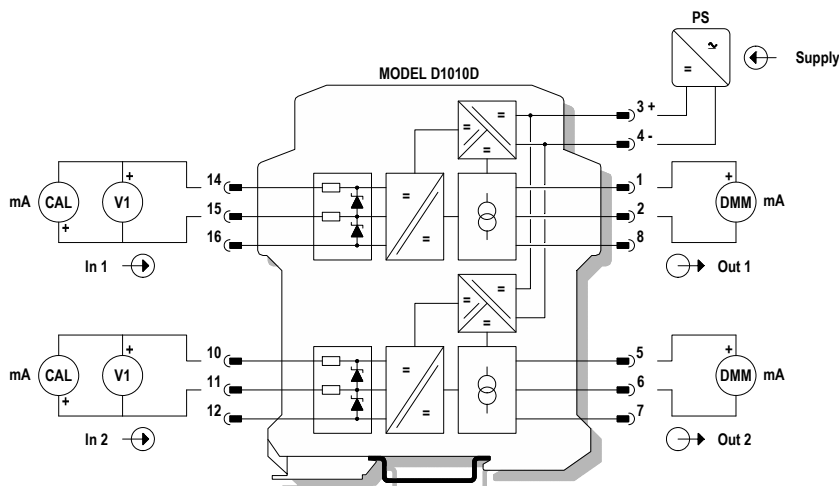 PS
Supply
MODEL D1010D
3 +
4 -
14
15
16
mA
CAL
+
V1
+
In 1
1
2
8
+
DMM
mA
Out 1
10
11
12
mA
CAL
+
V1
+
In 2
5
6
7
+
DMM
mA
Out 2